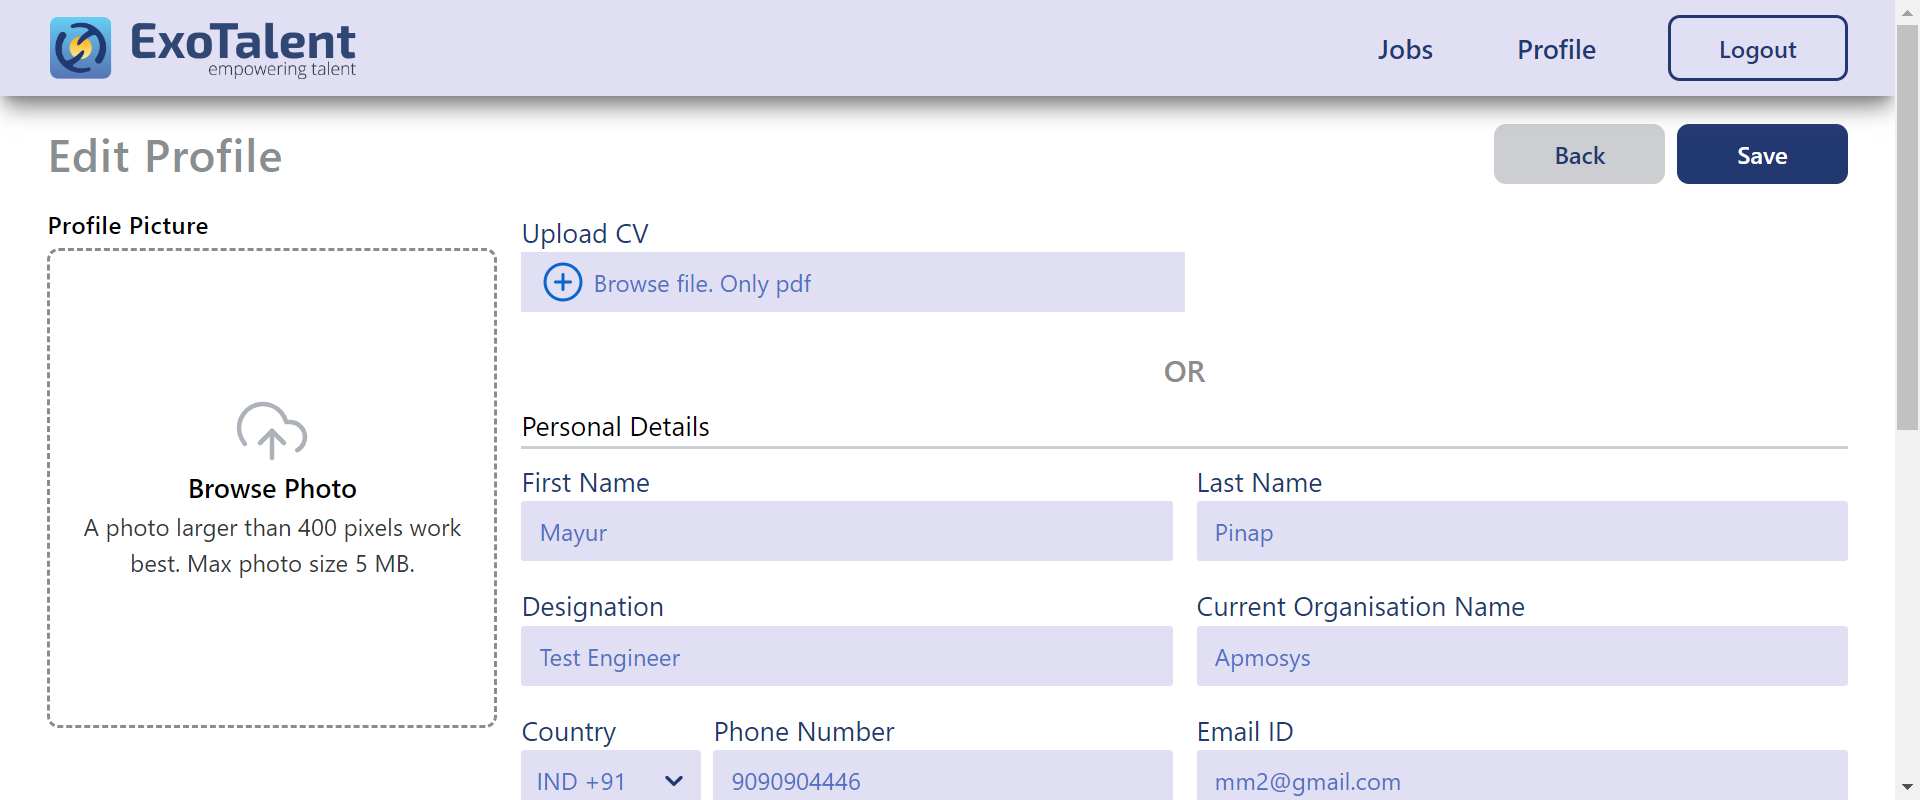 ExoTalent
empowering talent
Jobs
Profile
Logout
Edit Profile
Back
Save
Profile Picture
Browse Photo
A photo larger than 400 pixels work
best. Max photo size 5 MB.
Upload CV
Browse file. Only pdf
OR
Personal Details
First Name
Mayur
Last Name
Pinap
Designation
Test Engineer
Current Organisation Name
Apmosys
Country
IND +91
Phone Number
9090904446
Email ID
mm2@gmail.com